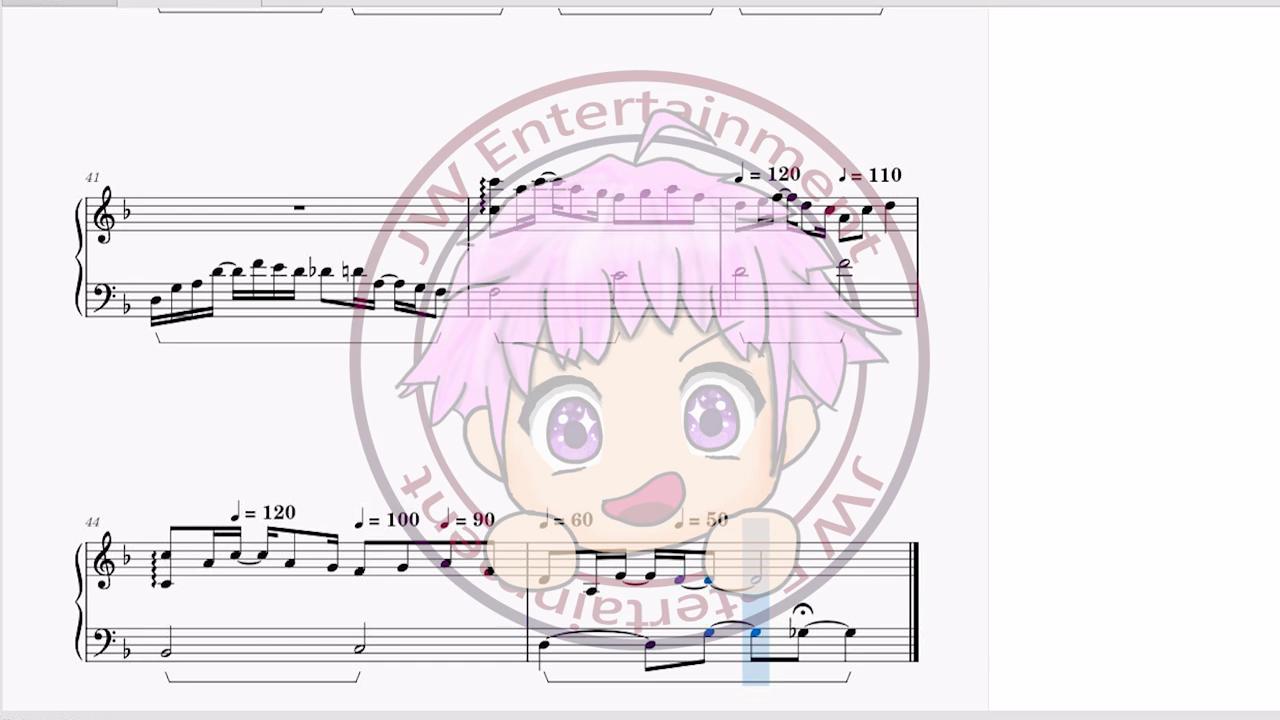 JW Entertainment
41
♩ = 120
♩ = 110
44
♩ = 120
♩ = 100
♩ = 90
♩ = 60
♩ = 50
JW Entertainment